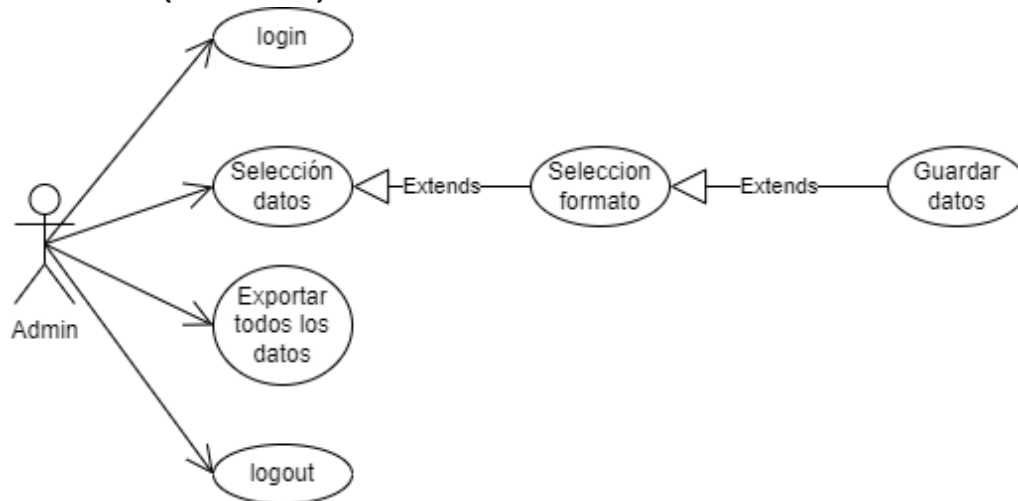 login
Selección
datos
Extends
Seleccion
formato
Extends
Guardar
datos
Exportar
todos los
datos
Admin
logout